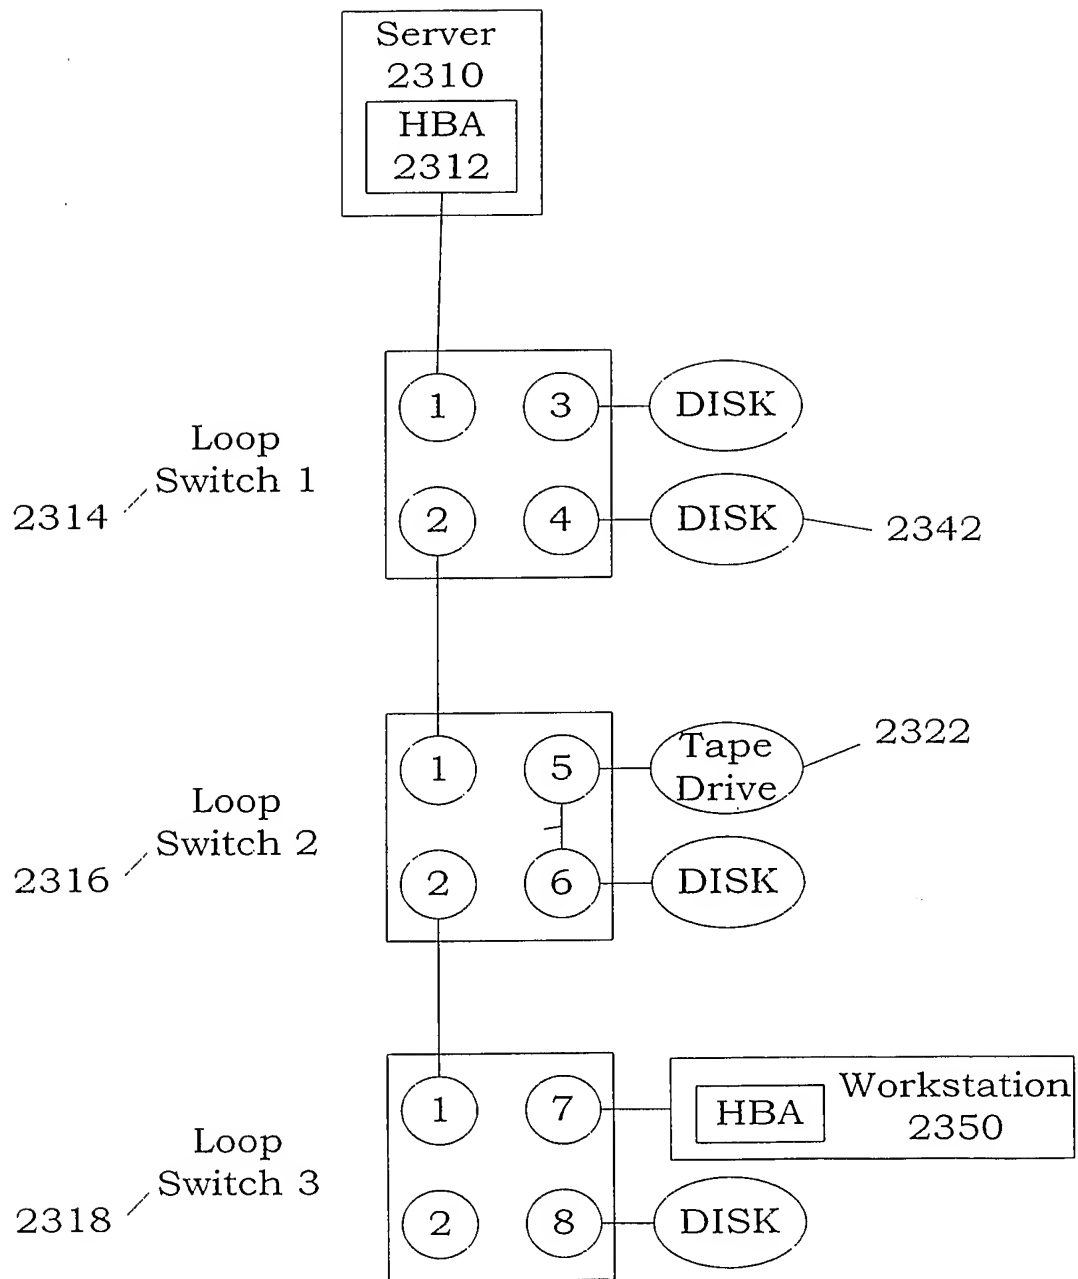 Server
2310
HBA
2312
1
3
DISK
Loop
Switch 1
2314
2
4
DISK
2342
1
5
Tape
Drive
2322
Loop
Switch 2
2316
2
6
DISK
1
7
HBA
Workstation
2350
Loop
Switch 3
2318
2
8
DISK